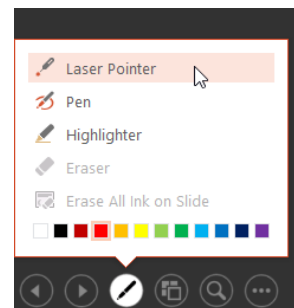 Laser Pointer
Pen
Highlighter
Eraser
Erase All Ink on Slide